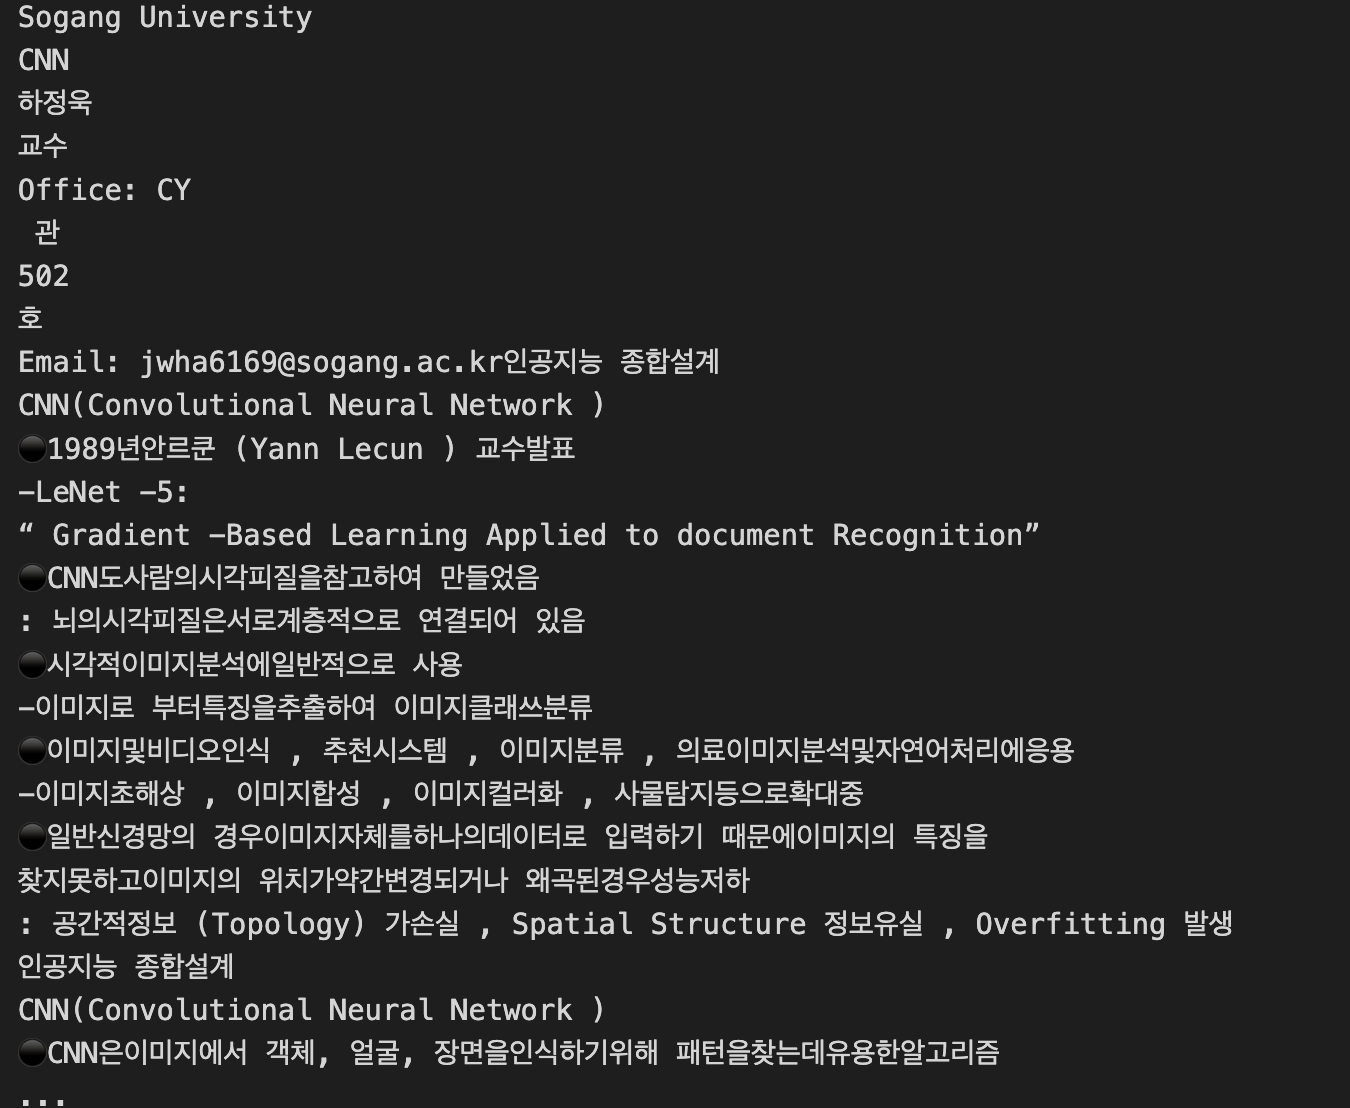 Sogang University
CNN
하정욱
교수
Office: CY
관
502
호
Email: jwha6169@sogang.ac.kr인공지능 종합설계
CNN(Convolutional Neural Network )
●1989년안르쿤 (Yann Lecun ) 교수발표
-LeNet -5:
“ Gradient -Based Learning Applied to document Recognition”
●CNN도사람의시각피질을참고하여 만들었음
: 뇌의시각피질은서로계층적으로 연결되어 있음
●시각적이미지분석에일반적으로 사용
-이미지로 부터특징을추출하여 이미지클래쓰분류
●이미지및비디오인식 , 추천시스템 , 이미지분류 , 의료이미지분석및자연어처리에응용
-이미지초해상 , 이미지합성 , 이미지컬러화 , 사물탐지등으로확대중
●일반신경망의 경우이미지자체를하나의데이터로 입력하기 때문에이미지의 특징을
찾지못하고이미지의 위치가약간변경되거나 왜곡된경우성능저하
: 공간적정보 (Topology) 가손실 , Spatial Structure 정보유실 , Overfitting 발생
인공지능 종합설계
CNN(Convolutional Neural Network )
●CNN은이미지에서 객체, 얼굴, 장면을인식하기위해 패턴을찾는데유용한알고리즘
...